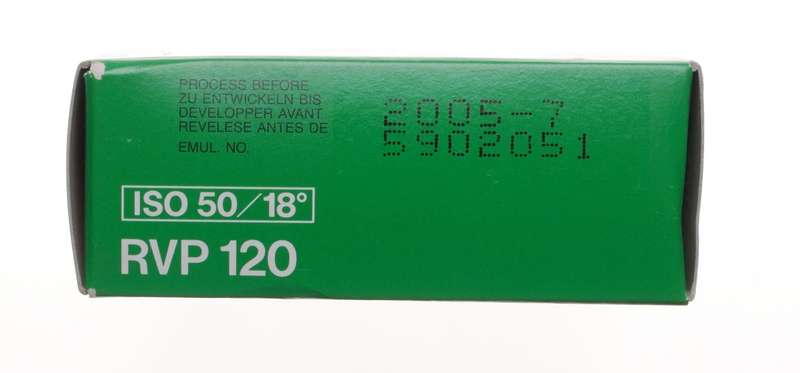 PROCESS BEFORE
ZU ENTWICKELN BIS
DEVELOPPER AVANT
REVELESE ANTES DE
2005-7
EMUL. NO.
5902051
ISO 50/18°
RVP 120